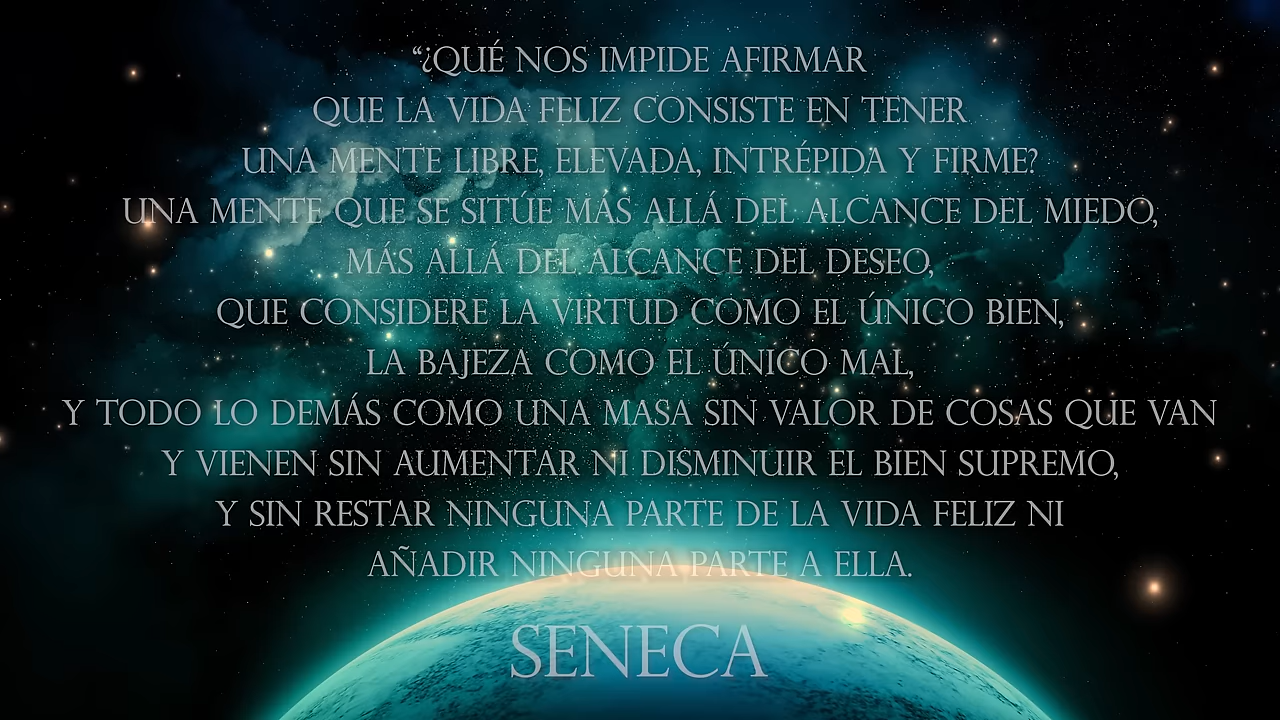 “¿QUÉ NOS IMPIDE AFIRMAR
QUE LA VIDA FELIZ CONSISTE EN TENER
UNA MENTE LIBRE, ELEVADA, INTRÉPIDA Y FIRME?
UNA MENTE QUE SE SITÚE MÁS ALLÁ DEL ALCANCE DEL MIEDO,
MÁS ALLÁ DEL ALCANCE DEL DESEO,
QUE CONSIDERE LA VIRTUD COMO EL ÚNICO BIEN,
LA BAJEZA COMO EL ÚNICO MAL,
Y TODO LO DEMÁS COMO UNA MASA SIN VALOR DE COSAS QUE VAN
Y VIENEN SIN AUMENTAR NI DISMINUIR EL BIEN SUPREMO,
Y SIN RESTAR NINGUNA PARTE DE LA VIDA FELIZ NI
AÑADIR NINGUNA PARTE A ELLA.
SENECA